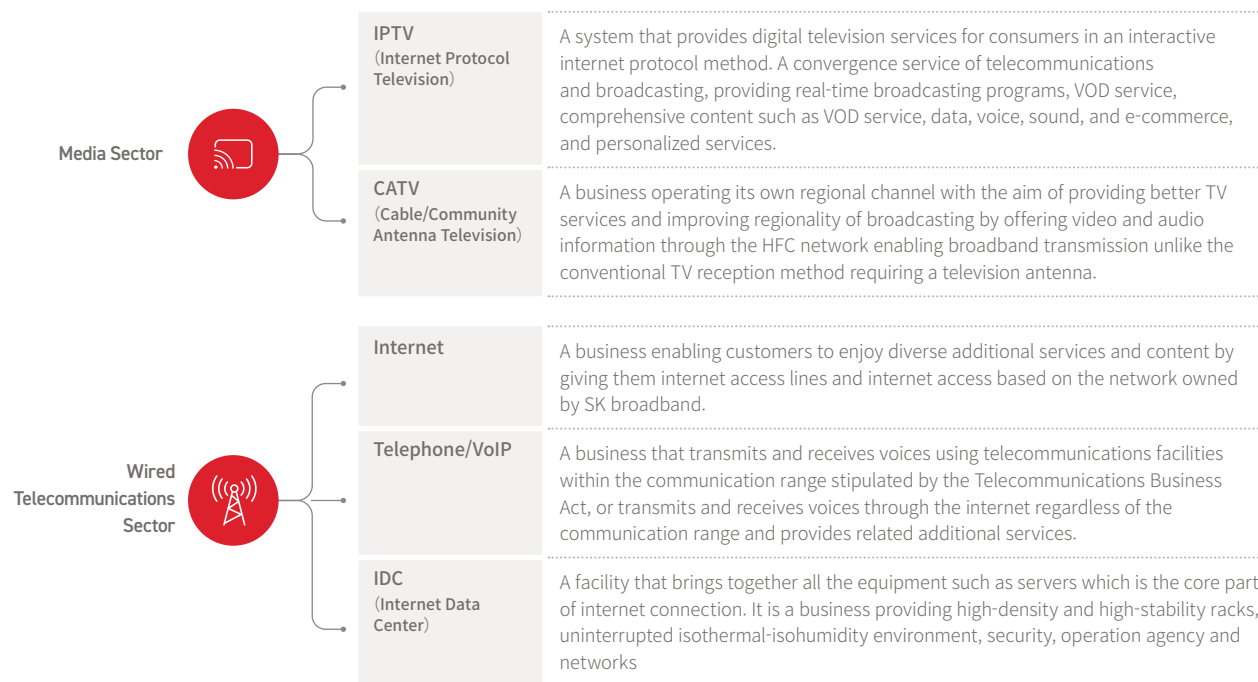 Media Sector
IPTV
(Internet Protocol
Television)
A system that provides digital television services for consumers in an interactive
internet protocol method. A convergence service of telecommunications
and broadcasting, providing real-time broadcasting programs, VOD service,
comprehensive content such as VOD service, data, voice, sound, and e-commerce,
and personalized services.
CATV
(Cable/Community
Antenna Television)
A business operating its own regional channel with the aim of providing better TV
services and improving regionality of broadcasting by offering video and audio
information through the HFC network enabling broadband transmission unlike the
conventional TV reception method requiring a television antenna.
Wired
Telecommunications
Sector
Internet
A business enabling customers to enjoy diverse additional services and content by
giving them internet access lines and internet access based on the network owned
by SK broadband.
Telephone/VoIP
A business that transmits and receives voices using telecommunications facilities
within the communication range stipulated by the Telecommunications Business
Act, or transmits and receives voices through the internet regardless of the
communication range and provides related additional services.
IDC
(Internet Data
Center)
A facility that brings together all the equipment such as servers which is the core part
of internet connection. It is a business providing high-density and high-stability racks,
uninterrupted isothermal-isohumidity environment, security, operation agency and
networks